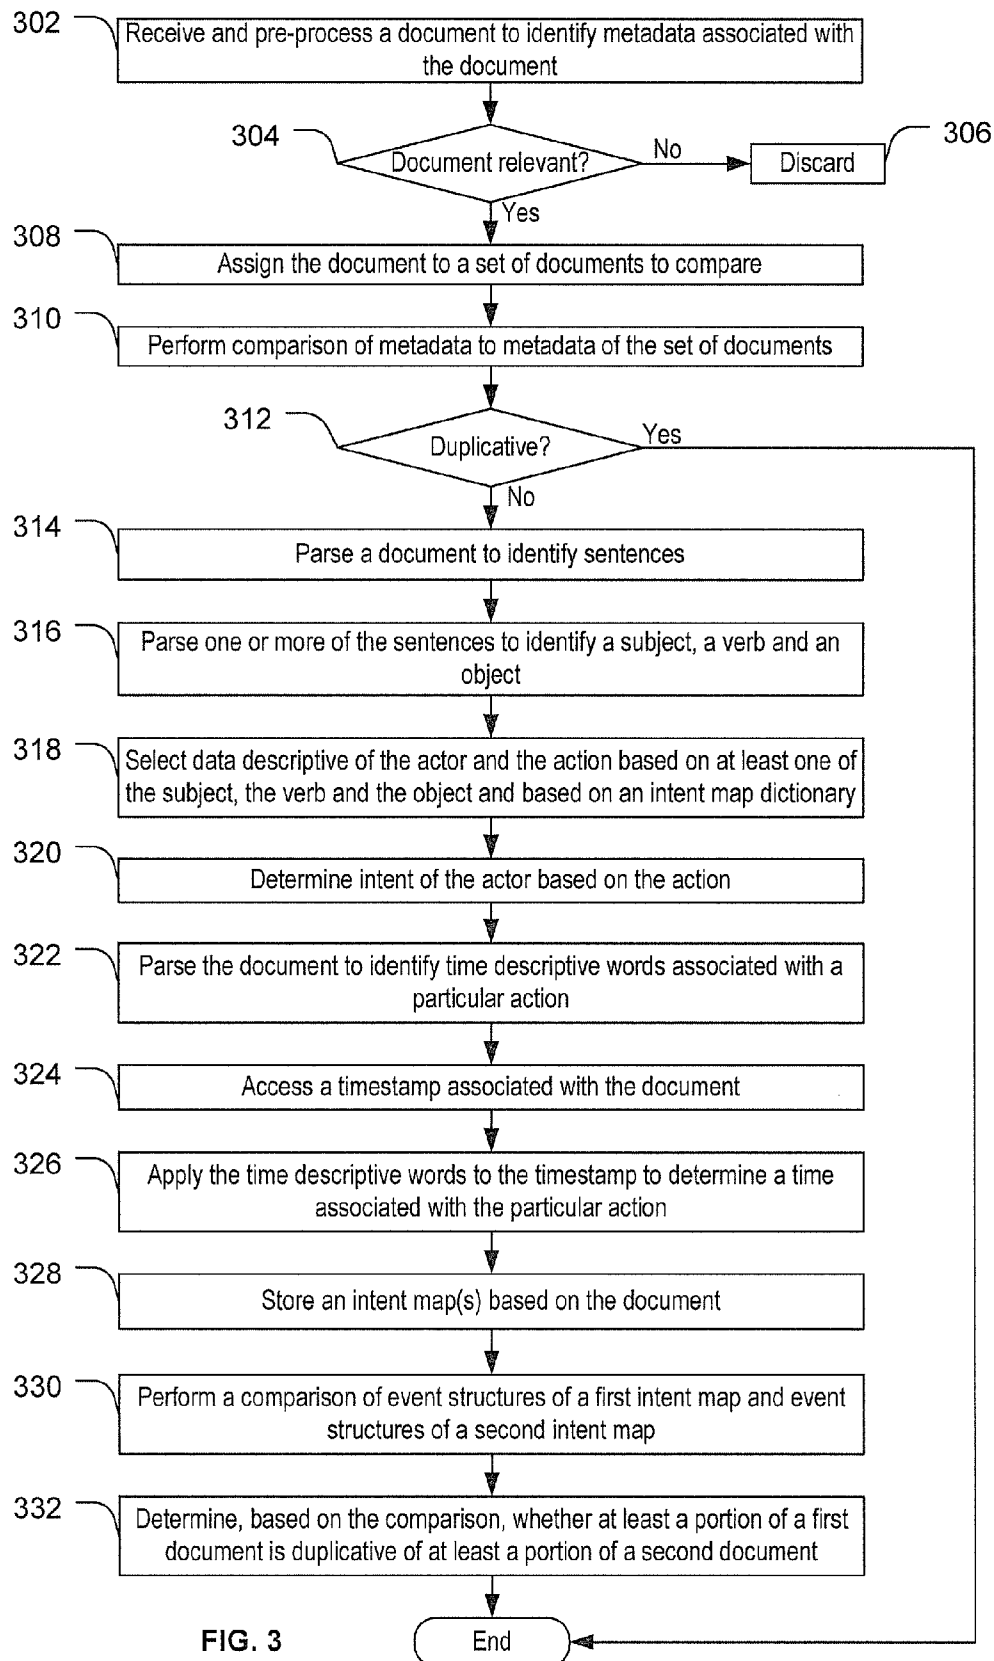 302
Receive and pre-process a document to identify metadata associated with
the document
304
Document relevant?
No
Discard
306
Yes
308
Assign the document to a set of documents to compare
310
Perform comparison of metadata to metadata of the set of documents
312
Duplicative?
Yes
No
314
Parse a document to identify sentences
316
Parse one or more of the sentences to identify a subject, a verb and an
object
318
Select data descriptive of the actor and the action based on at least one of
the subject, the verb and the object and based on an intent map dictionary
320
Determine intent of the actor based on the action
322
Parse the document to identify time descriptive words associated with a
particular action
324
Access a timestamp associated with the document
326
Apply the time descriptive words to the timestamp to determine a time
associated with the particular action
328
Store an intent map(s) based on the document
330
Perform a comparison of event structures of a first intent map and event
structures of a second intent map
332
Determine, based on the comparison, whether at least a portion of a first
document is duplicative of at least a portion of a second document
FIG. 3
End